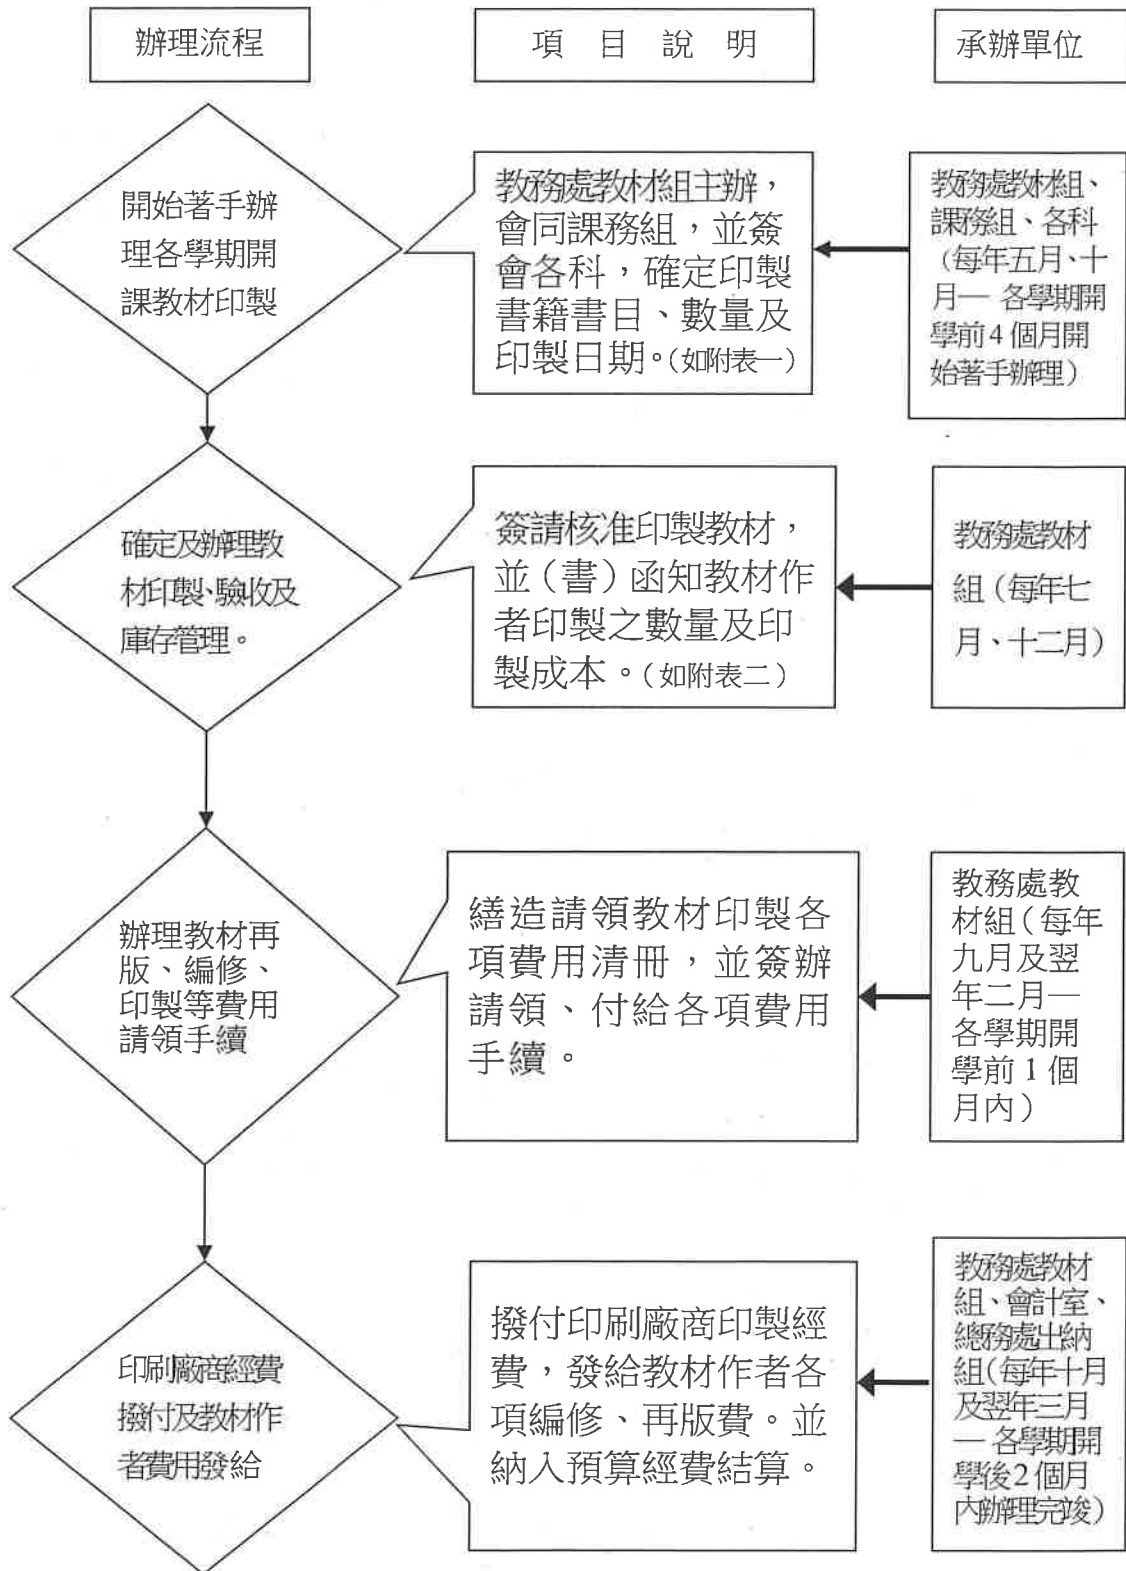 辦理流程
項目說明
承辦單位
開始著手辦
理各學期開
課教材印製
教務處教材組主辦，
會同課務組，並簽
會各科，確定印製
書籍書目、數量及
印製日期。(如附表一)
教務處教材組、
課務組、各科
(每年五月、十
月— 各學期開
學前4個月開
始著手辦理)
確定及辦理教
材印製、驗收及
庫存管理。
簽請核准印製教材，
並(書)函知教材作
者印製之數量及印
製成本。(如附表二)
教務處教材
組(每年七
月、十二月)
辦理教材再
版、編修、
印製等費用
請領手續
繕造請領教材印製各
項費用清冊，並簽辦
請領、付給各項費用
手續。
教務處教
材組(每年
九月及翌
年二月—
各學期開
學前1個
月內)
印刷廠商經費
撥付及教材作
者費用發給
撥付印刷廠商印製經
費，發給教材作者各
項編修、再版費。並
納入預算經費結算。
教務處教材
組、會計室、
總務處出納
組(每年十月
及翌年三月
— 各學期開
學後2個月
內辦理完竣)